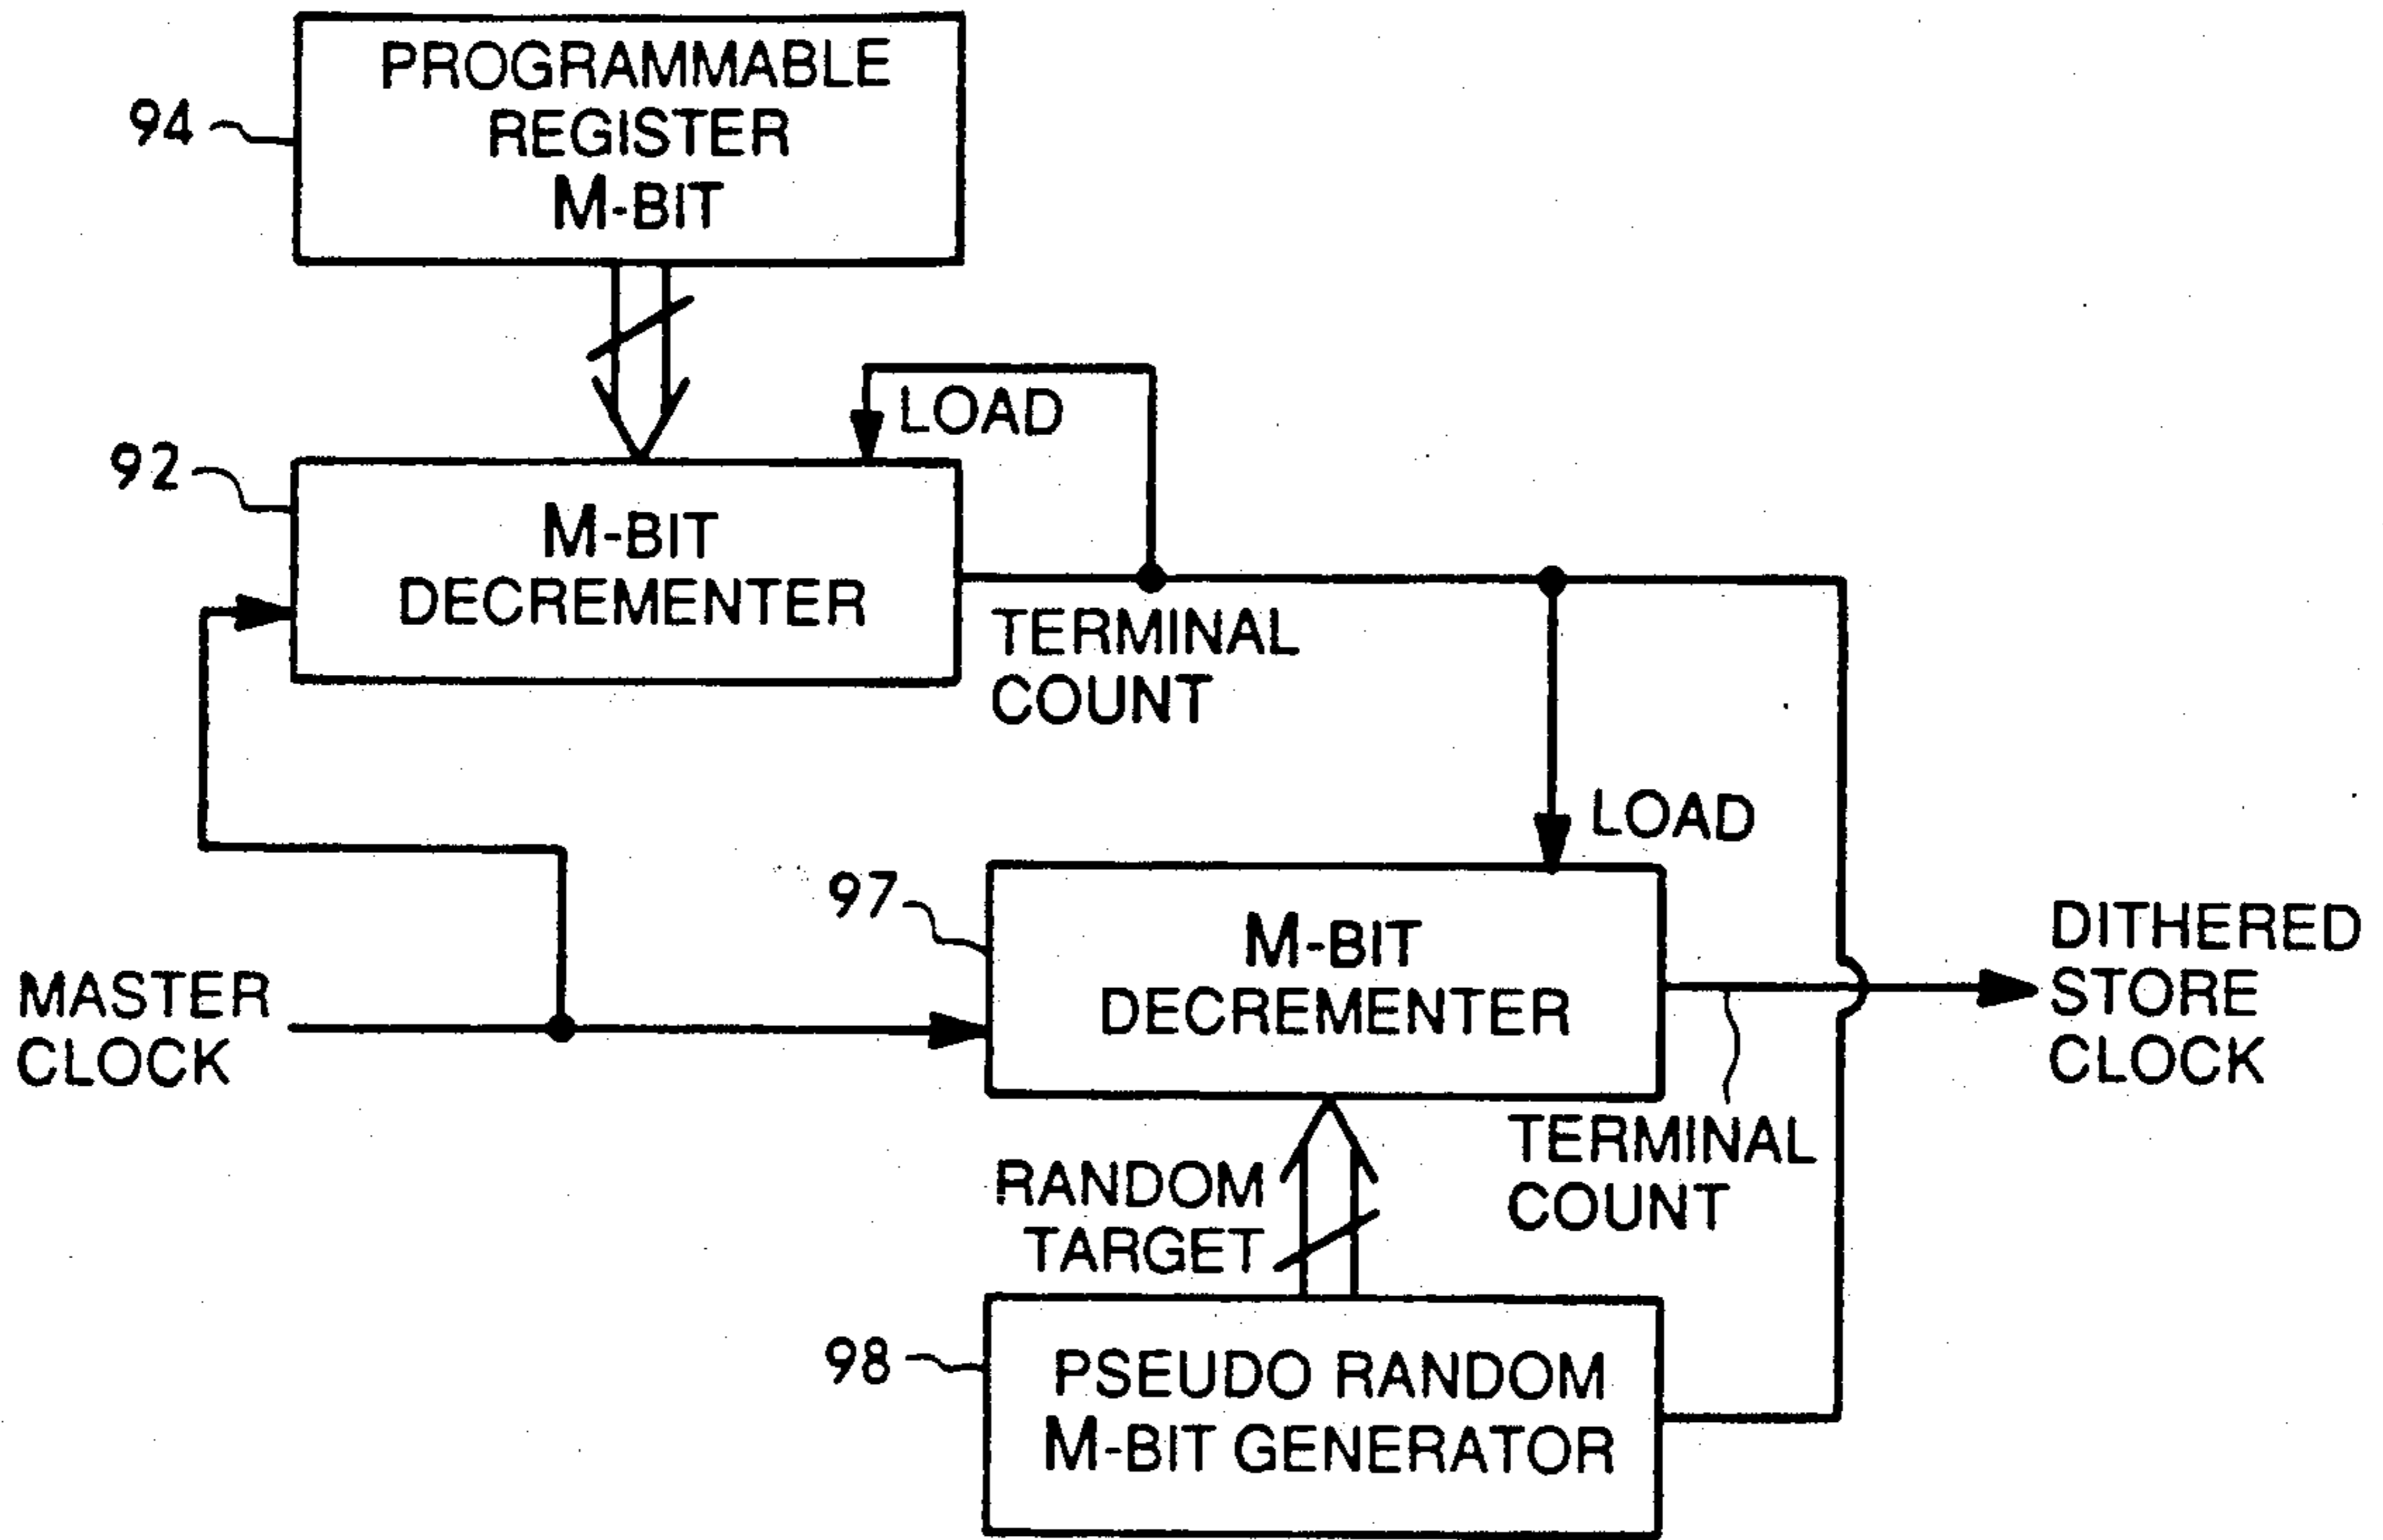 PROGRAMMABLE
REGISTER
M-BIT
94
LOAD
92
M-BIT
DECREMENTER
TERMINAL
COUNT
LOAD
97
M-BIT
DECREMENTER
MASTER
CLOCK
DITHERED
STORE
CLOCK
TERMINAL
COUNT
RANDOM
TARGET
98
PSEUDO RANDOM
M-BIT GENERATOR